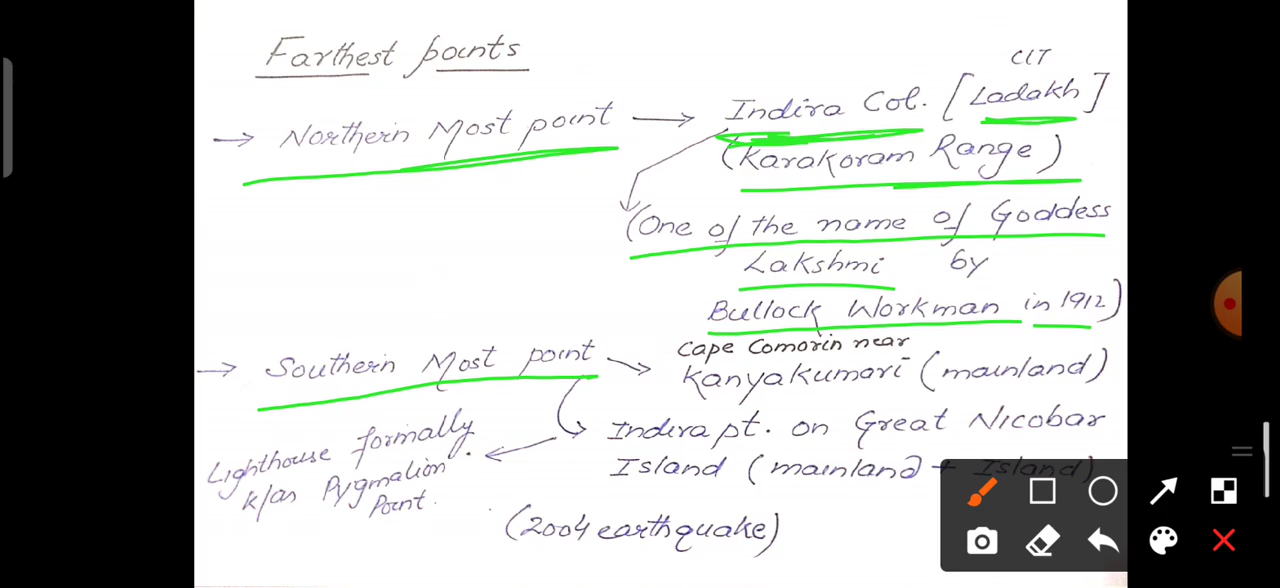 Farthest points
→ Northern Most point → Indira Col. [Ladakh]
(Karakoram Range)
(One of the name of Goddess
Lakshmi by
Bullock Workman in 1912)
→ Southern Most point → Cape Comorin near
Kanyakumari (mainland)
Indira pt. on Great Nicobar
Island (mainland + Island)
Lighthouse formally
k/as Pygmalion
Point.
(2004 earthquake)